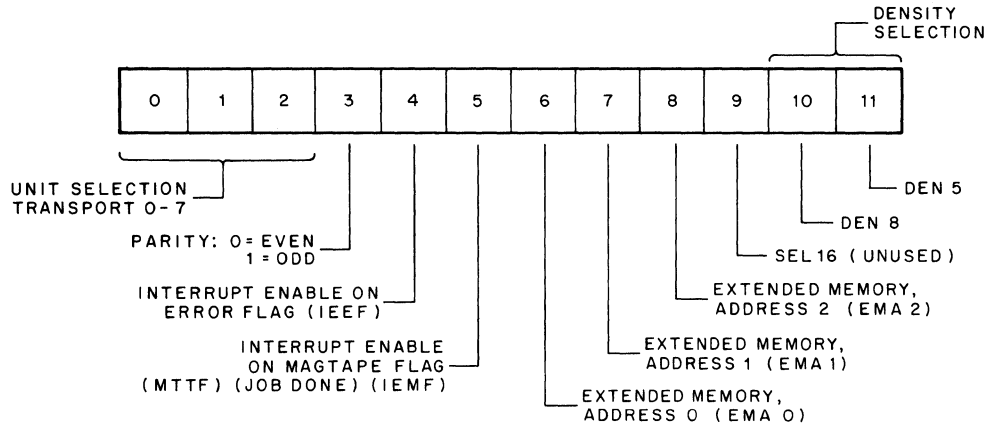 DENSITY
SELECTION
0 1 2 3 4 5 6 7 8 9 10 11
UNIT SELECTION
TRANSPORT 0-7
DEN 5
DEN 8
PARITY: 0 = EVEN
1 = ODD
SEL 16 (UNUSED)
INTERRUPT ENABLE ON
ERROR FLAG (IEEF)
EXTENDED MEMORY,
ADDRESS 2 (EMA 2)
INTERRUPT ENABLE
ON MAGTAPE FLAG
(MTTF) (JOB DONE) (IEMF)
EXTENDED MEMORY,
ADDRESS 1 (EMA 1)
EXTENDED MEMORY,
ADDRESS 0 (EMA 0)